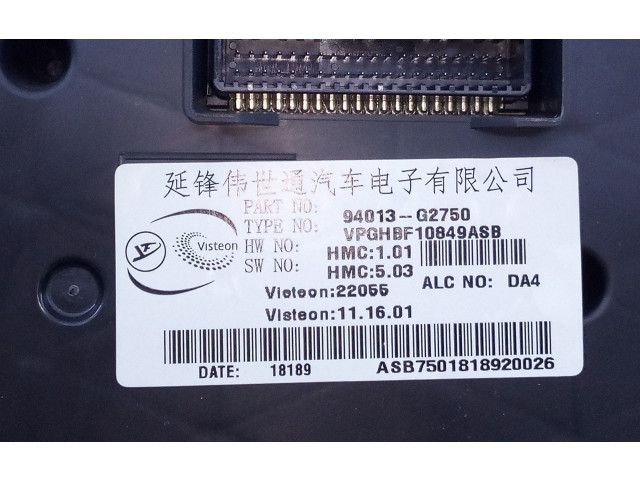 延锋伟世通汽车电子有限公司
Visteon
PART NO: 94013-G2750
TYPE NO: VPGHBF10849ASB
HW NO: HMC:1.01
SW NO: HMC:5.03
ALC NO: DA4
Visteon:22055
Visteon:11.16.01
DATE: 18189
ASB7501818920026